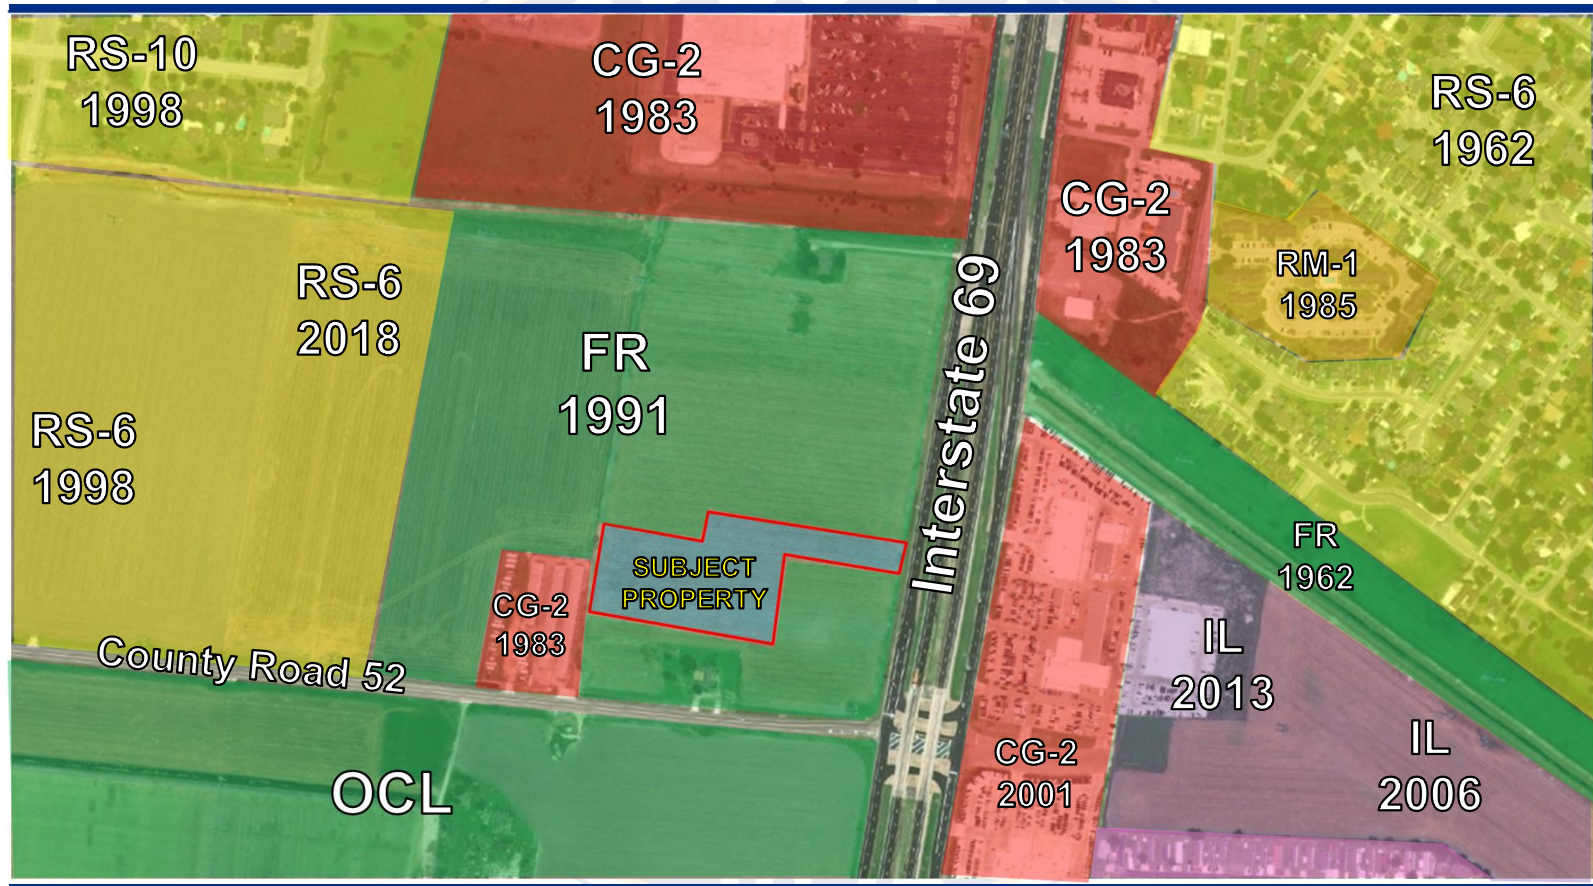 RS-10
1998
CG-2
1983
RS-6
1962
CG-2
1983
RM-1
1985
RS-6
2018
FR
1991
Interstate 69
RS-6
1998
SUBJECT
PROPERTY
CG-2
1983
FR
1962
County Road 52
IL
2013
IL
2006
CG-2
2001
OCL